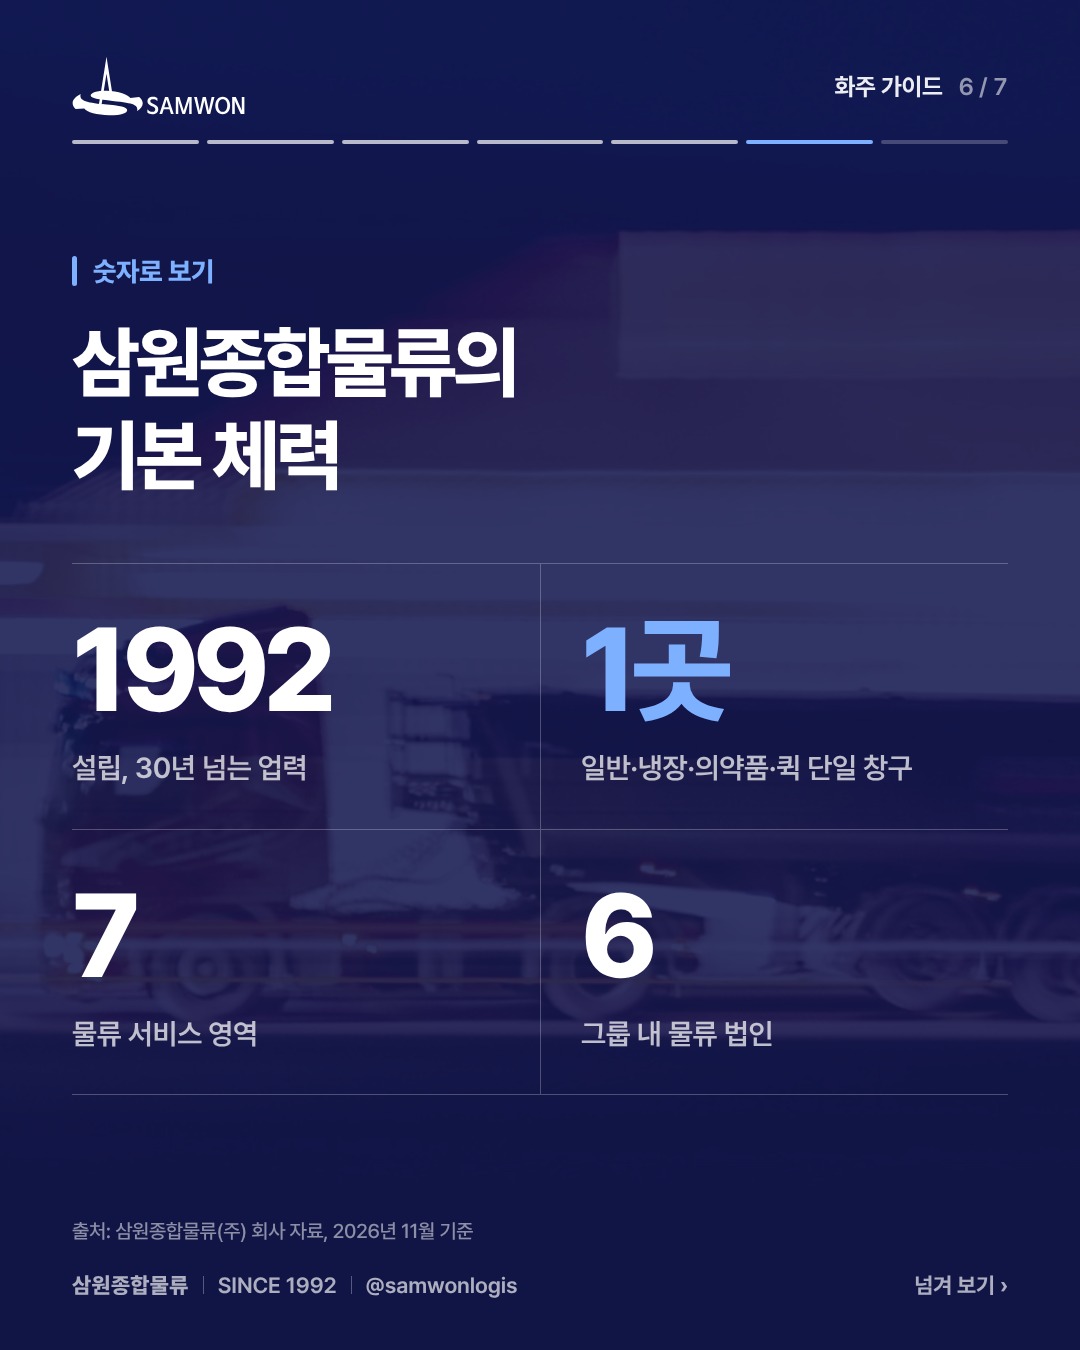 SAMWON
화주 가이드 6 / 7
숫자로 보기
삼원종합물류의
기본 체력
1992
설립, 30년 넘는 업력
1곳
일반·냉장·의약품·퀵 단일 창구
7
물류 서비스 영역
6
그룹 내 물류 법인
출처: 삼원종합물류(주) 회사 자료, 2026년 11월 기준
삼원종합물류 | SINCE 1992 | @samwonlogis
넘겨 보기 ›